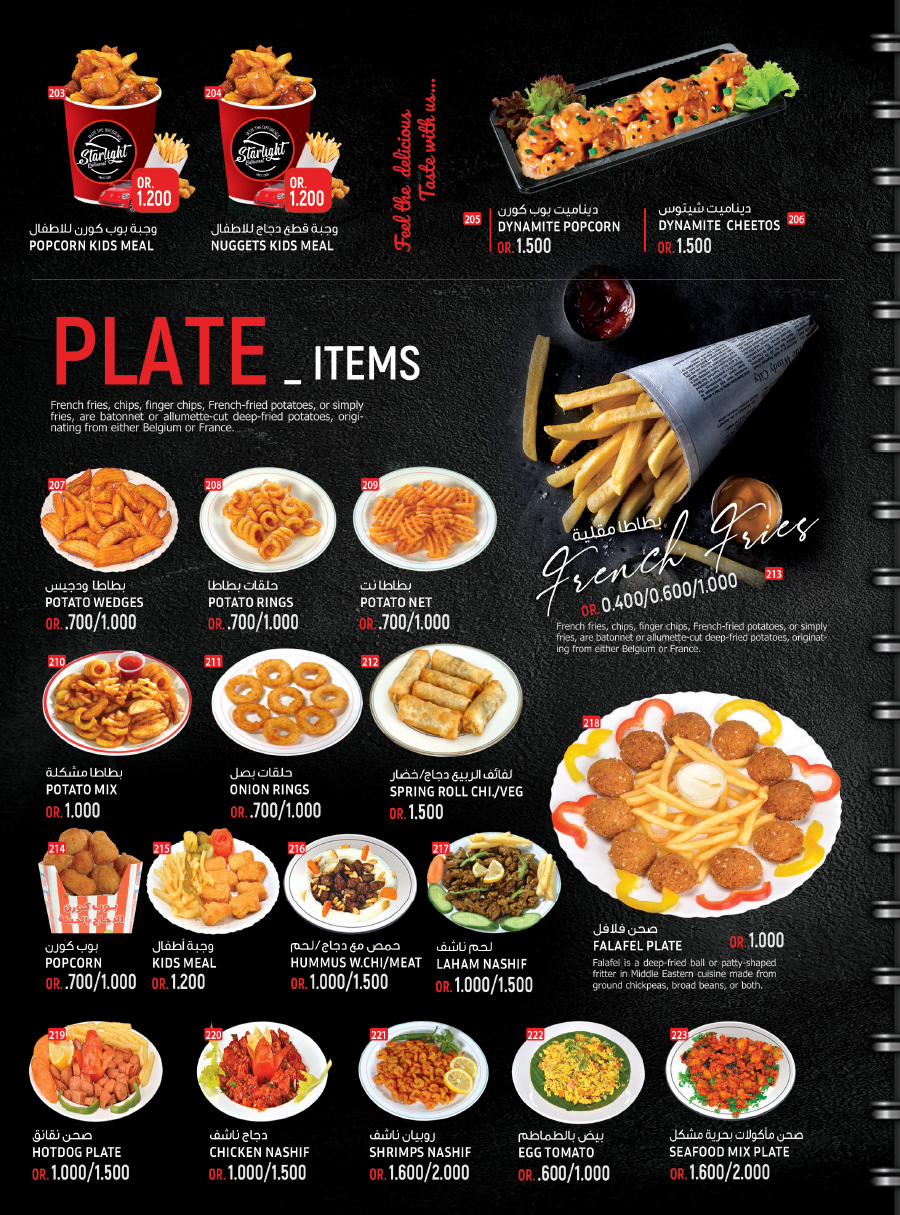 203
Starlight
OR.
1.200
وجبة بوب كورن للاطفال
POPCORN KIDS MEAL
204
Starlight
OR.
1.200
وجبة قطع دجاج للاطفال
NUGGETS KIDS MEAL
Feel the delicious
Taste with us...
205
ديناميت بوب كورن
DYNAMITE POPCORN
OR. 1.500
ديناميت شيتوس
DYNAMITE CHEETOS
OR. 1.500
206
PLATE _ ITEMS
French fries, chips, finger chips, French-fried potatoes, or simply
fries, are batonnet or allumette-cut deep-fried potatoes, origi-
nating from either Belgium or France.
بطاطا مقلية
French Fries
213
OR. 0.400/0.600/1.000
French fries, chips, finger chips, French-fried potatoes, or simply
fries, are batonnet or allumette-cut deep-fried potatoes, originat-
ing from either Belgium or France.
207
بطاطا ودجيس
POTATO WEDGES
OR. .700/1.000
208
حلقات بطاطا
POTATO RINGS
OR. .700/1.000
209
بطاطا نت
POTATO NET
OR. .700/1.000
210
بطاطا مشكلة
POTATO MIX
OR. 1.000
211
حلقات بصل
ONION RINGS
OR. .700/1.000
212
لفائف الربيع دجاج/خضار
SPRING ROLL CHI./VEG
OR. 1.500
214
بوب كورن
POPCORN
OR. .700/1.000
215
وجبة أطفال
KIDS MEAL
OR. 1.200
216
حمص مع دجاج/لحم
HUMMUS W.CHI/MEAT
OR. 1.000/1.500
217
لحم ناشف
LAHAM NASHIF
OR. 1.000/1.500
218
صحن فلافل
FALAFEL PLATE
OR. 1.000
Falafel is a deep-fried ball or patty-shaped
fritter in Middle Eastern cuisine made from
ground chickpeas, broad beans, or both.
219
صحن نقانق
HOTDOG PLATE
OR. 1.000/1.500
220
دجاج ناشف
CHICKEN NASHIF
OR. 1.000/1.500
221
روبيان ناشف
SHRIMPS NASHIF
OR. 1.600/2.000
222
بيض بالطماطم
EGG TOMATO
OR. .600/1.000
223
صحن مأكولات بحرية مشكل
SEAFOOD MIX PLATE
OR. 1.600/2.000